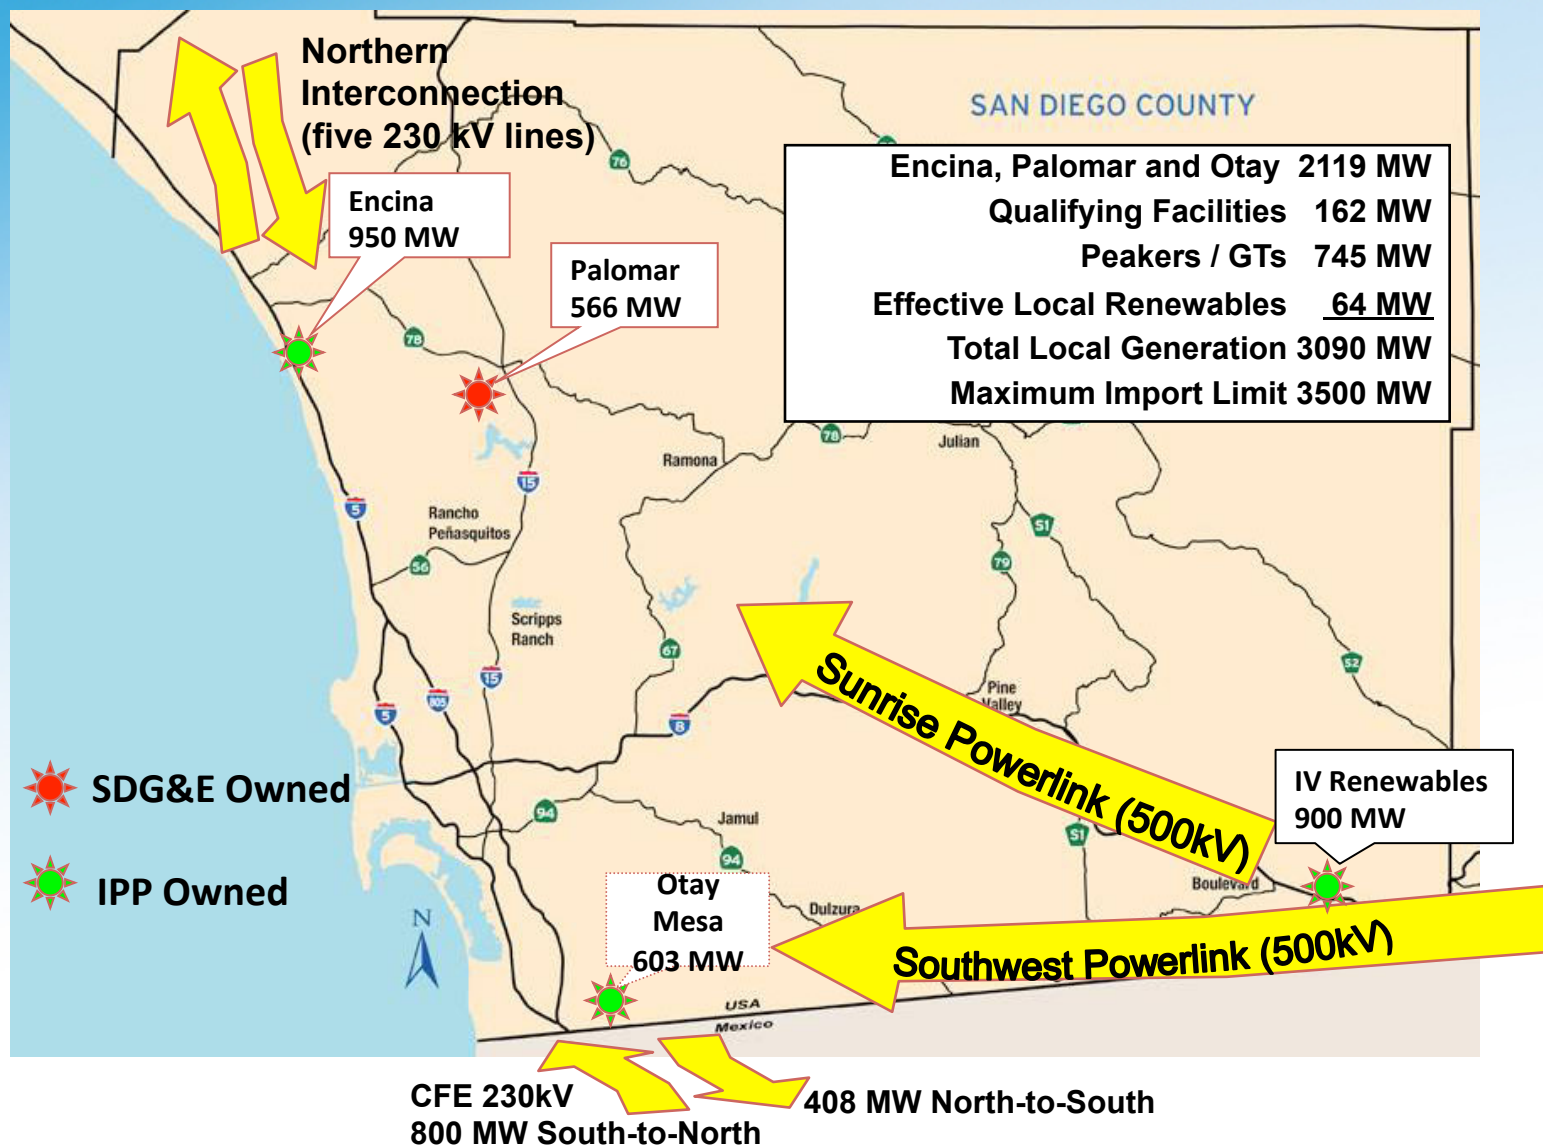 Northern
Interconnection
(five 230 kV lines)
SAN DIEGO COUNTY
76
Encina, Palomar and Otay 2119 MW
Qualifying Facilities 162 MW
Peakers / GTs 745 MW
Effective Local Renewables 64 MW
Total Local Generation 3090 MW
Maximum Import Limit 3500 MW
Encina
950 MW
Palomar
566 MW
78
78
Julian
Ramona
15
5
Rancho
Peñasquitos
S1
56
79
Scripps
Ranch
67
S2
15
805
5
8
Pine
Valley
Sunrise Powerlink (500kV)
IV Renewables
900 MW
SDG&E Owned
94
Jamul
94
S1
IPP Owned
Otay
Mesa
603 MW
Dulzura
Boulevard
N
Southwest Powerlink (500kV)
USA
Mexico
CFE 230kV
800 MW South-to-North
408 MW North-to-South